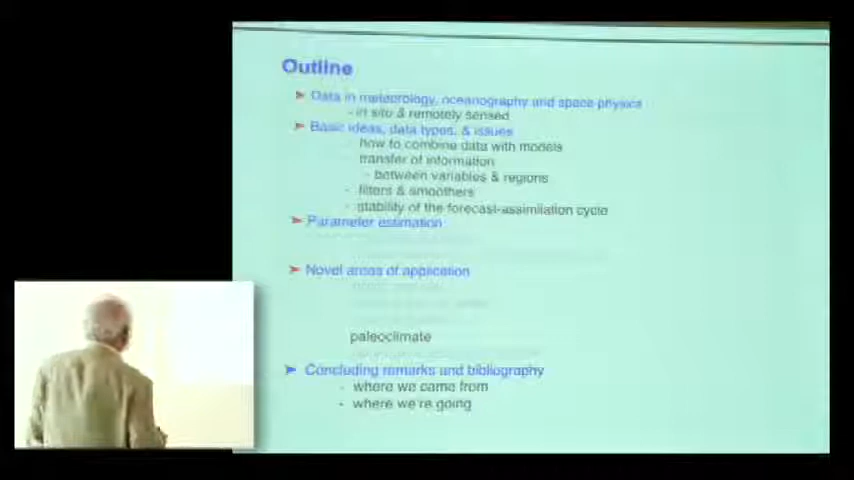 Outline
➤ Data in meteorology, oceanography and space physics
- in situ & remotely sensed
➤ Basic ideas, data types, & issues
how to combine data with models
transfer of information
- between variables & regions
- filters & smoothers
- stability of the forecast-assimilation cycle
➤ Parameter estimation
➤ Novel areas of application
paleoclimate
➤ Concluding remarks and bibliography
- where we came from
- where we're going